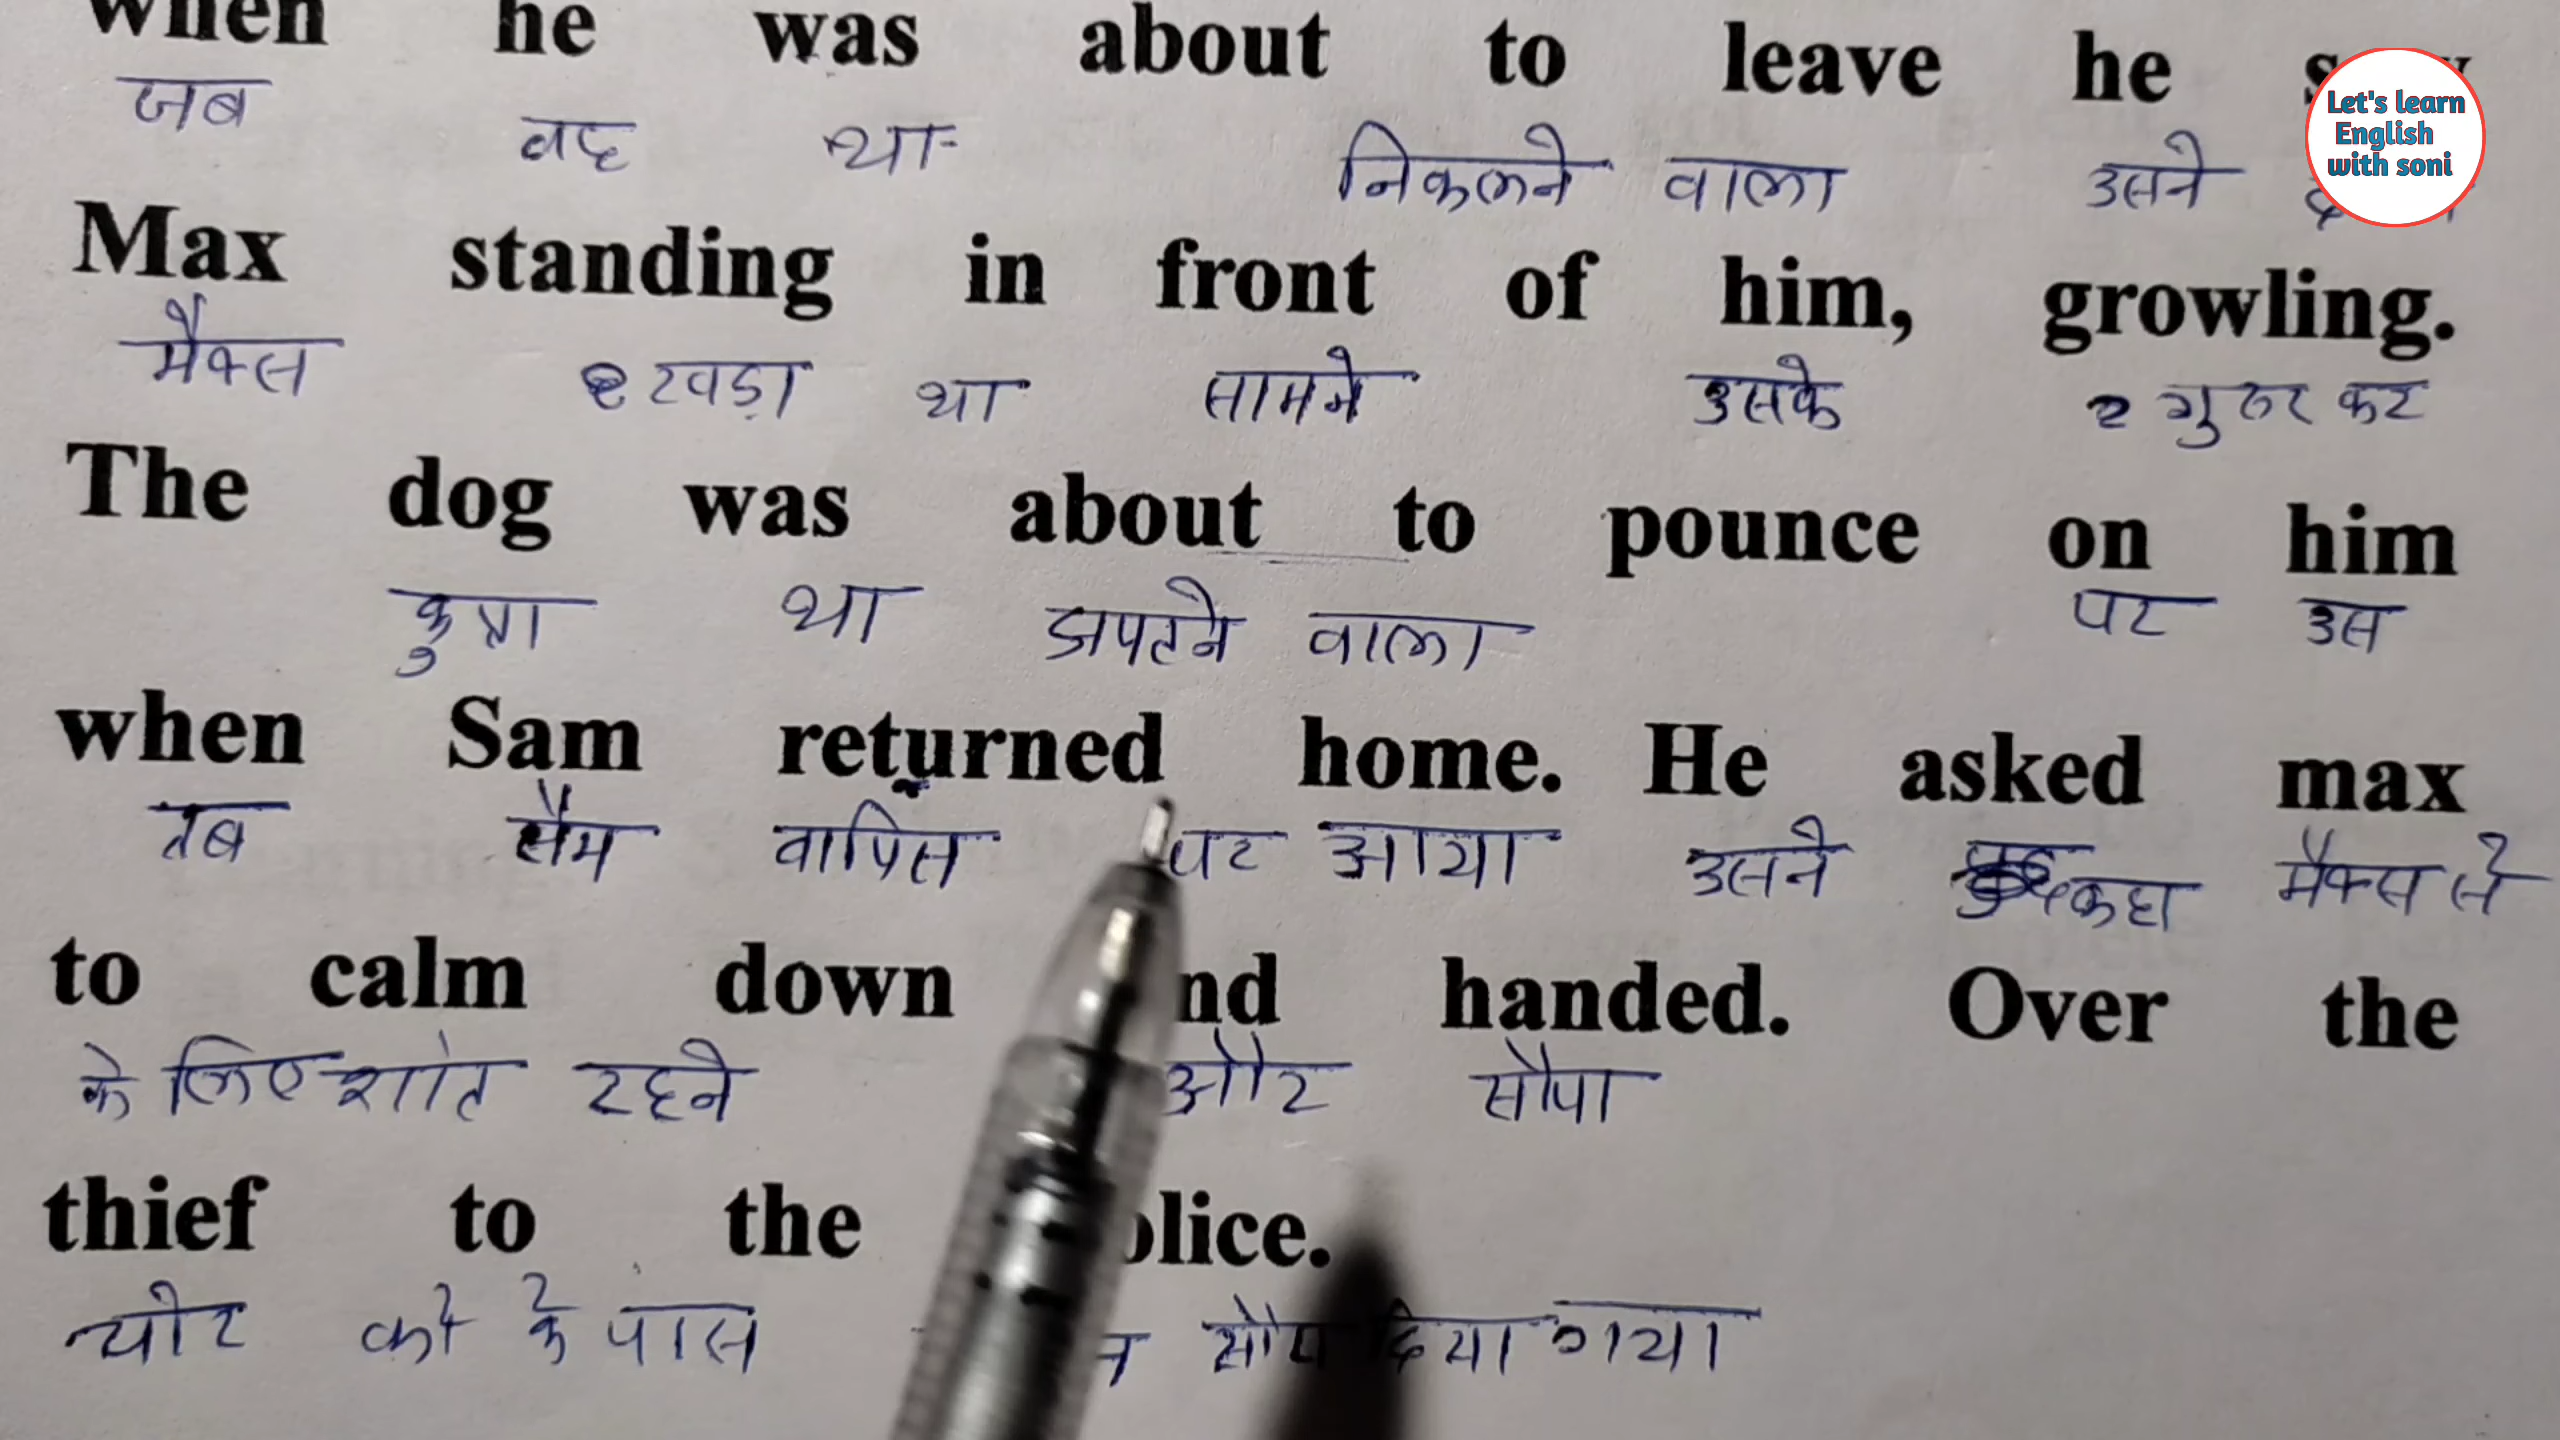 when he was about to leave he
जब वह था निकलने वाला उसने
Let's learn
English
with soni
Max standing in front of him, growling.
मैक्स खड़ा था सामने उसके कर
The dog was about to pounce on him
कुत्ता था झपटने वाला पर उस
when Sam returned home. He asked max
तब सैम वापिस घर आया उसने कहा मैक्स से
to calm down handed. Over the
के लिए शांत रहने और सौपा
thief to the
चोर को के पास सौप दिया गया